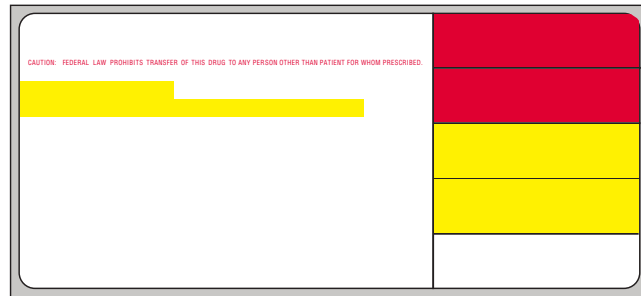 CAUTION: FEDERAL LAW PROHIBITS TRANSFER OF THIS DRUG TO ANY PERSON OTHER THAN PATIENT FOR WHOM PRESCRIBED.